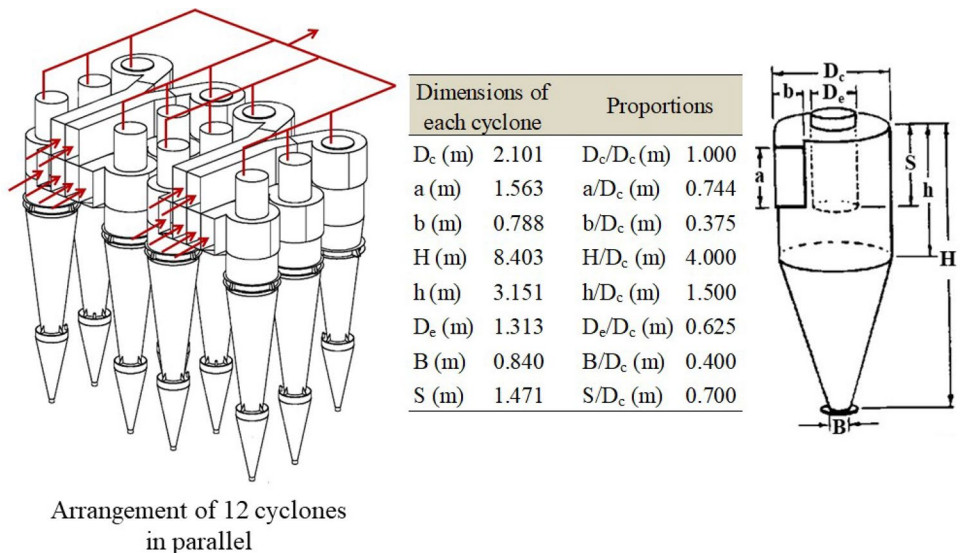 Dimensions of each cyclone Proportions
Dc (m) 2.101 Dc/Dc (m) 1.000
a (m) 1.563 a/Dc (m) 0.744
b (m) 0.788 b/Dc (m) 0.375
H (m) 8.403 H/Dc (m) 4.000
h (m) 3.151 h/Dc (m) 1.500
De (m) 1.313 De/Dc (m) 0.625
B (m) 0.840 B/Dc (m) 0.400
S (m) 1.471 S/Dc (m) 0.700
Dc
b De
S
a
h
H
B
Arrangement of 12 cyclones
in parallel